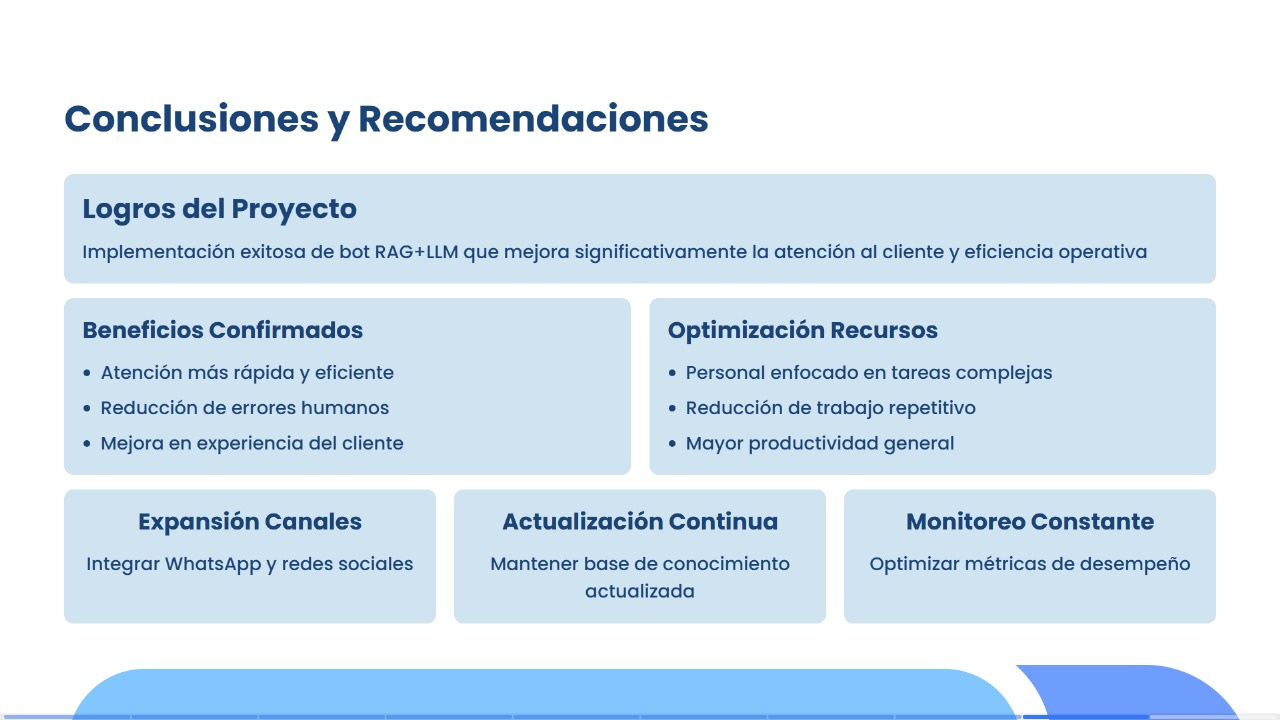 Conclusiones y Recomendaciones
Logros del Proyecto
Implementación exitosa de bot RAG+LLM que mejora significativamente la atención al cliente y eficiencia operativa
Beneficios Confirmados
• Atención más rápida y eficiente
• Reducción de errores humanos
• Mejora en experiencia del cliente
Optimización Recursos
• Personal enfocado en tareas complejas
• Reducción de trabajo repetitivo
• Mayor productividad general
Expansión Canales
Integrar WhatsApp y redes sociales
Actualización Continua
Mantener base de conocimiento
actualizada
Monitoreo Constante
Optimizar métricas de desempeño